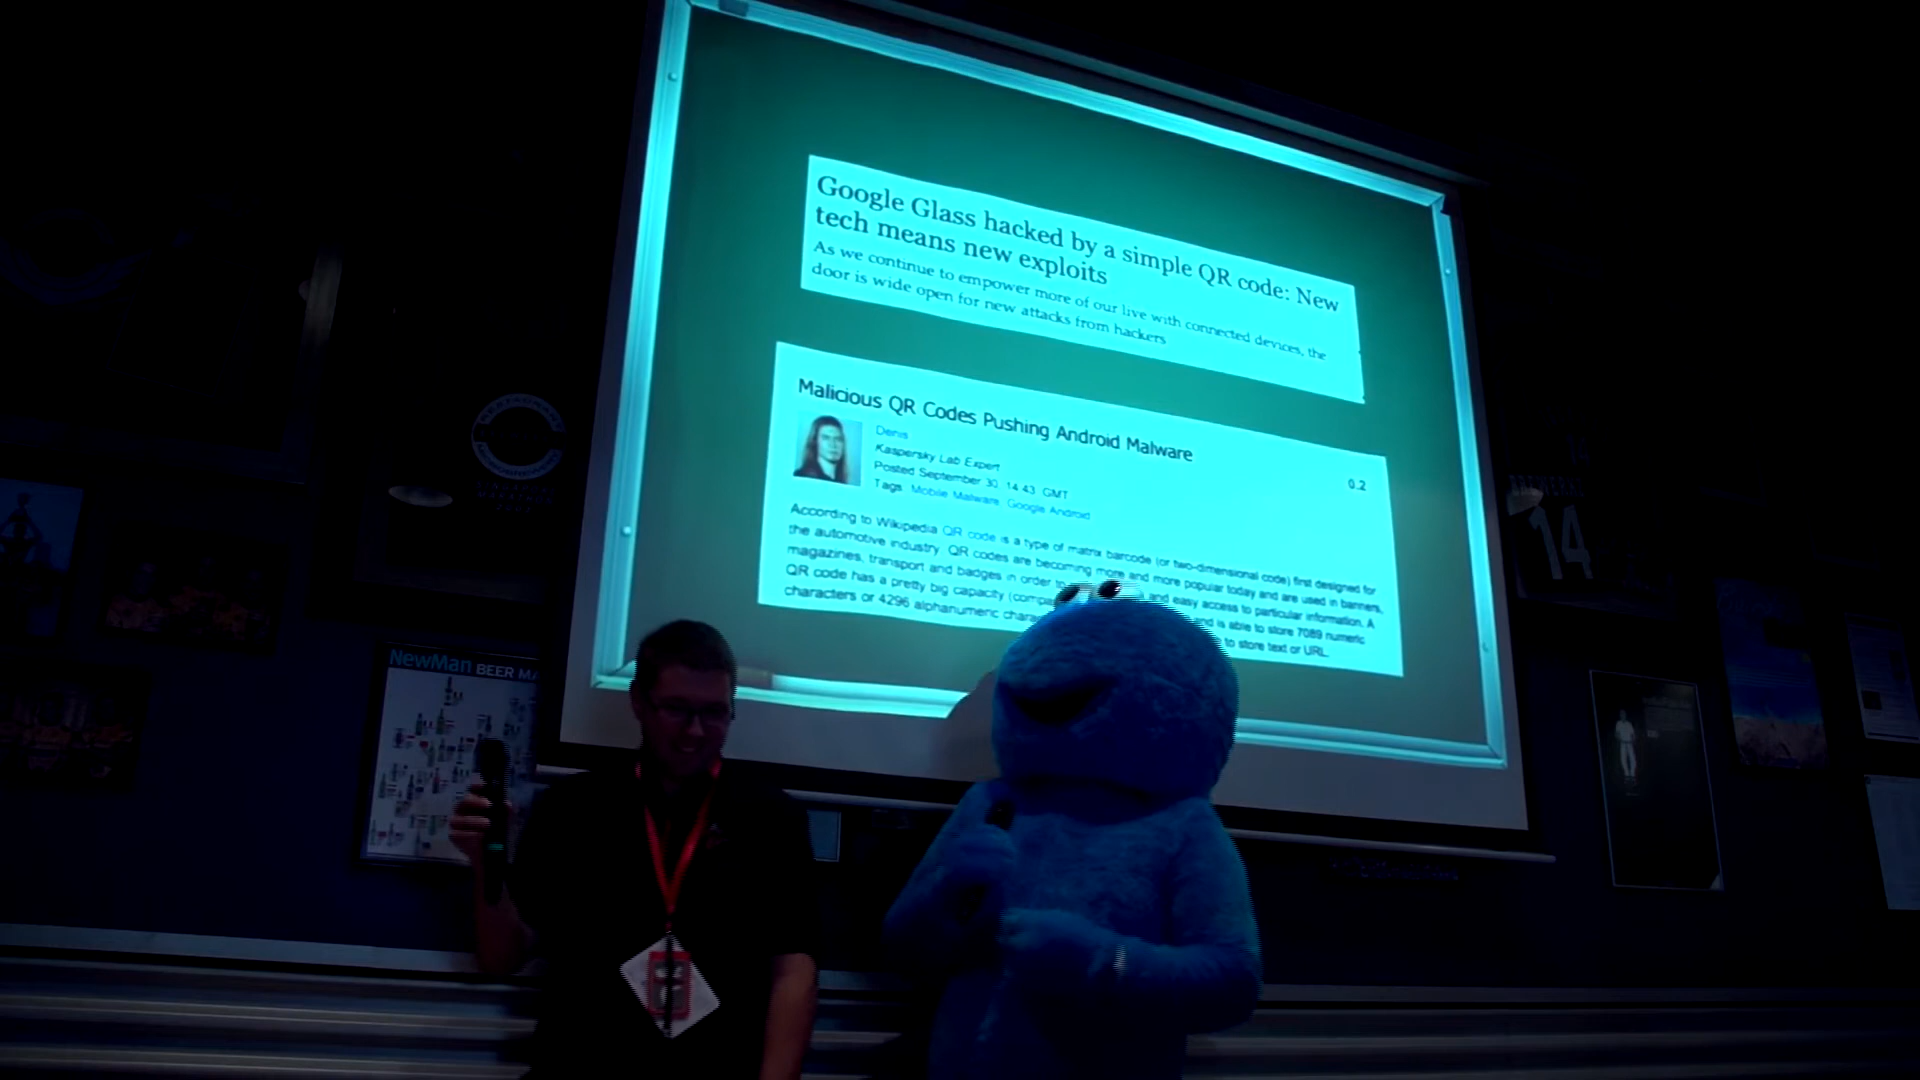 Google Glass hacked by a simple QR code: New
tech means new exploits
As we continue to empower more of our live with connected devices, the
door is wide open for new attacks from hackers
Malicious QR Codes Pushing Android Malware
Denis
Kaspersky Lab Expert
Posted September 30, 14:43 GMT
Tags: Mobile Malware, Google Android
0.2
According to Wikipedia QR code is a type of matrix barcode (or two-dimensional code) first designed for
the automotive industry. QR codes are becoming more and more popular today and are used in banners,
magazines, transport and badges in order to and easy access to particular information. A
QR code has a pretty big capacity (compa and is able to store 7089 numeric
characters or 4296 alphanumeric charac to store text or URL.
NewMan BEER MA
14